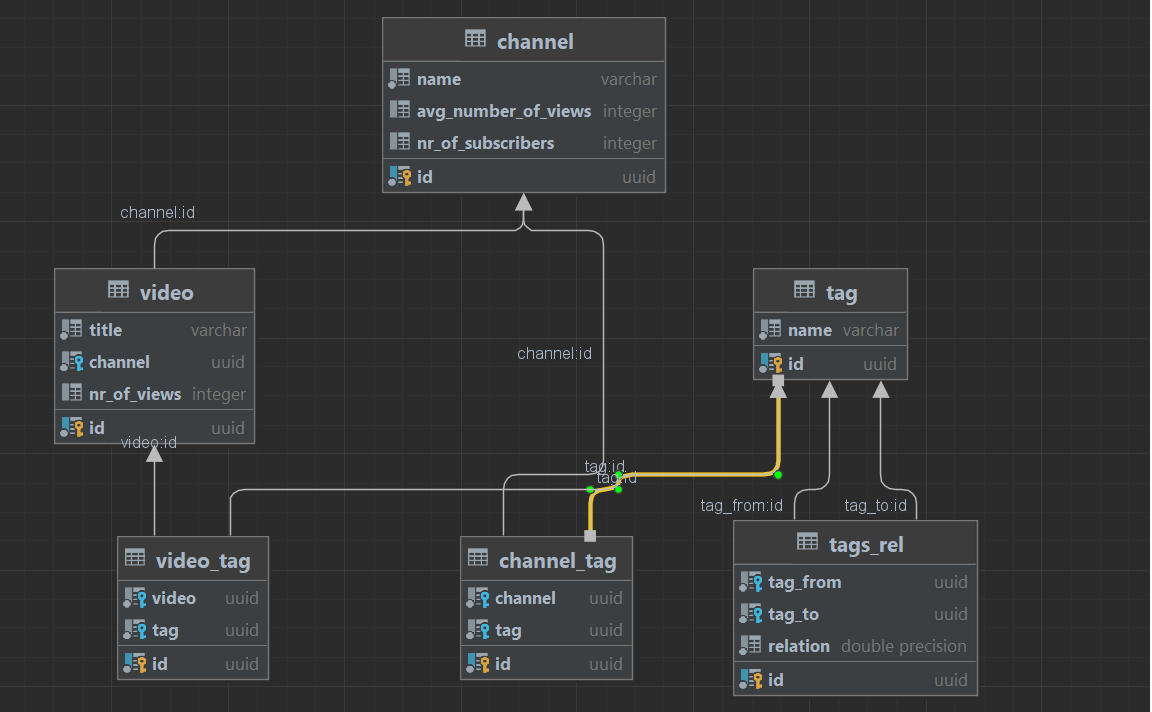 channel
name varchar
avg_number_of_views integer
nr_of_subscribers integer
id uuid
channel:id
video
title varchar
channel uuid
nr_of_views integer
id uuid
tag
name varchar
id uuid
channel:id
video:id
tag:id
tag:id
tag_from:id
tag_to:id
video_tag
video uuid
tag uuid
id uuid
channel_tag
channel uuid
tag uuid
id uuid
tags_rel
tag_from uuid
tag_to uuid
relation double precision
id uuid